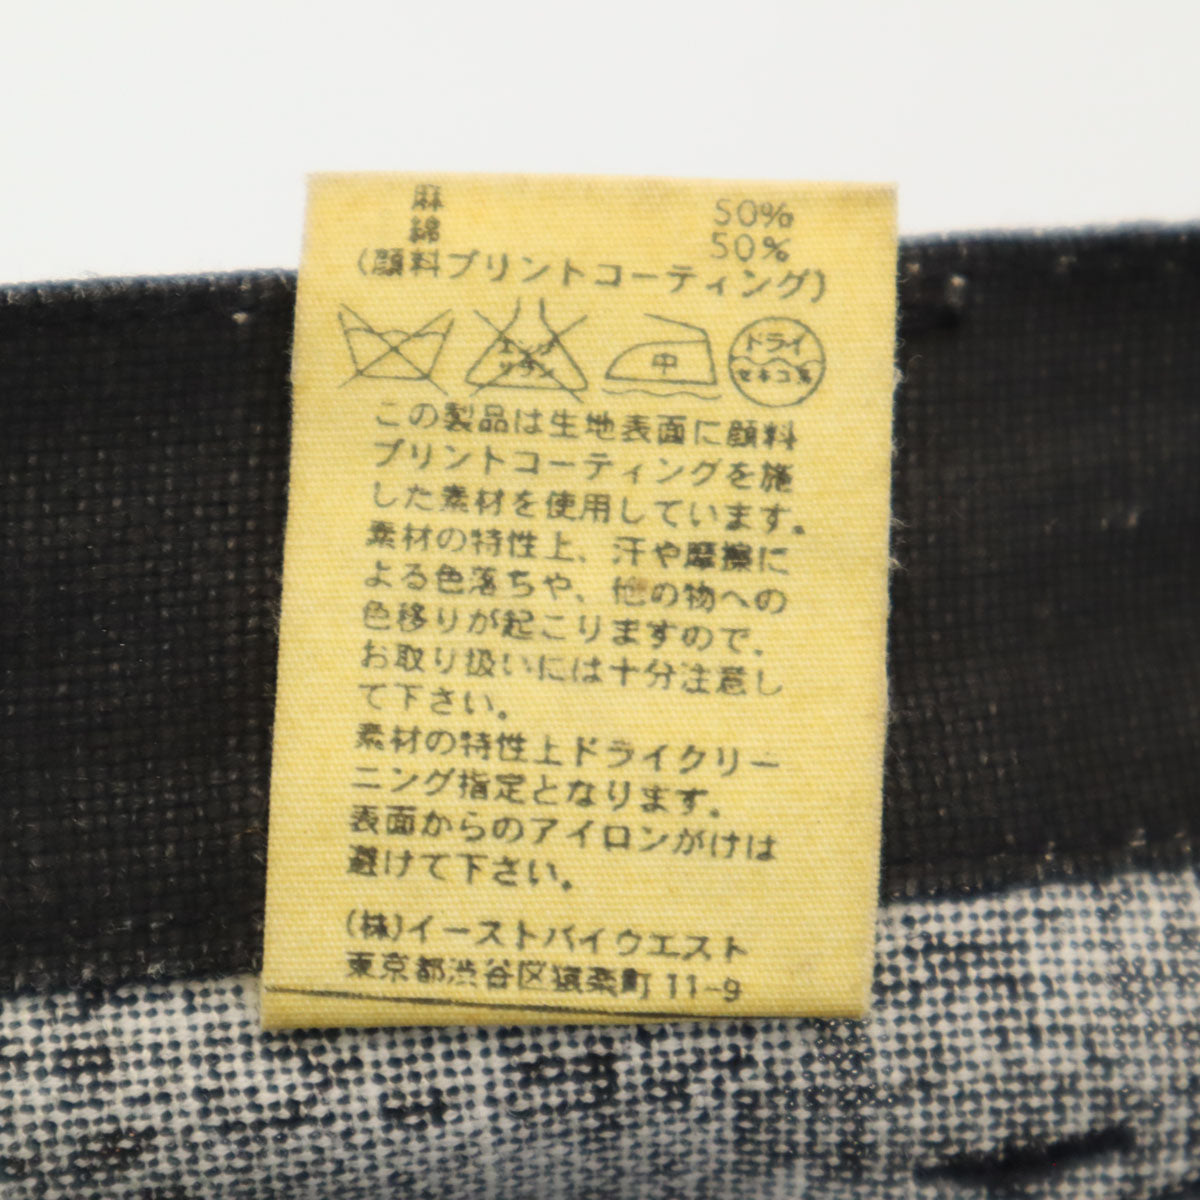 麻 50%
綿 50%
(顔料プリントコーティング)
エンソ サラシ 中 ドライ セキユ系
この製品は生地表面に顔料
プリントコーティングを施
した素材を使用しています。
素材の特性上、汗や摩擦に
よる色落ちや、他の物への
色移りが起こりますので、
お取り扱いには十分注意し
て下さい。
素材の特性上ドライクリー
ニング指定となります。
表面からのアイロンがけは
避けて下さい。
(株)イーストバイウエスト
東京都渋谷区猿楽町11-9